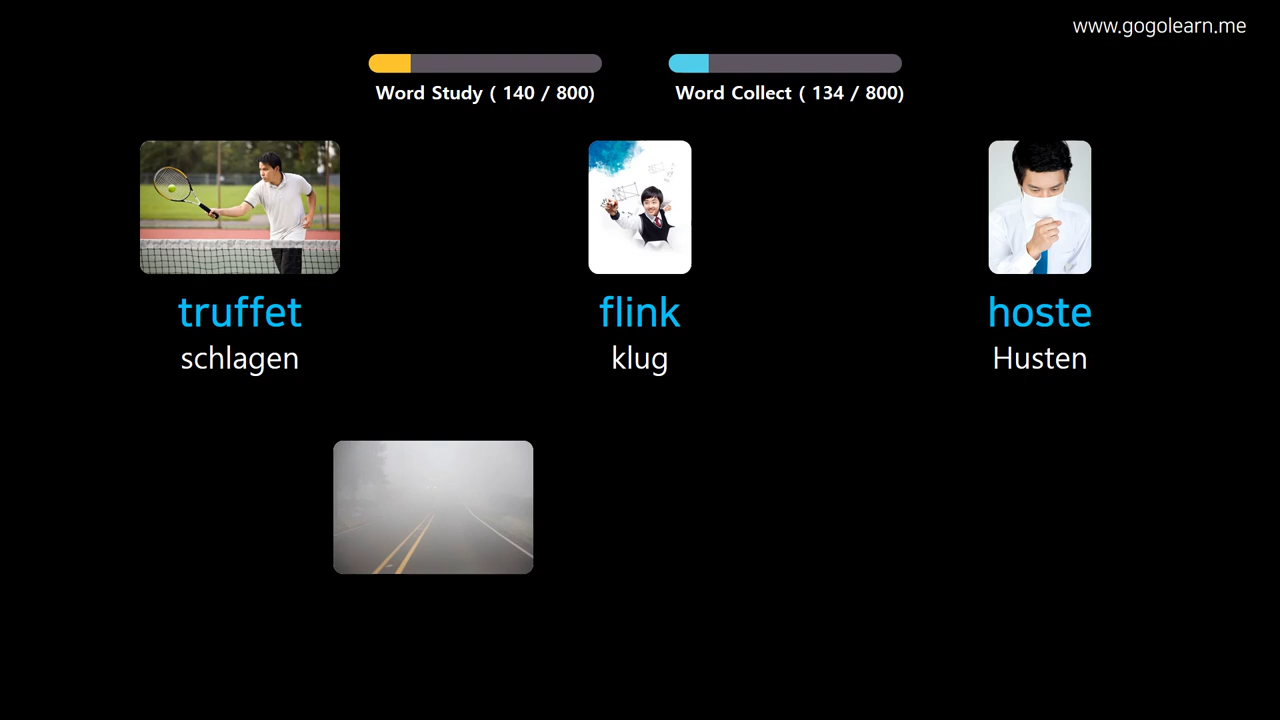 www.gogolearn.me
Word Study ( 140 / 800)
Word Collect ( 134 / 800)
truffet
flink
hoste
schlagen
klug
Husten